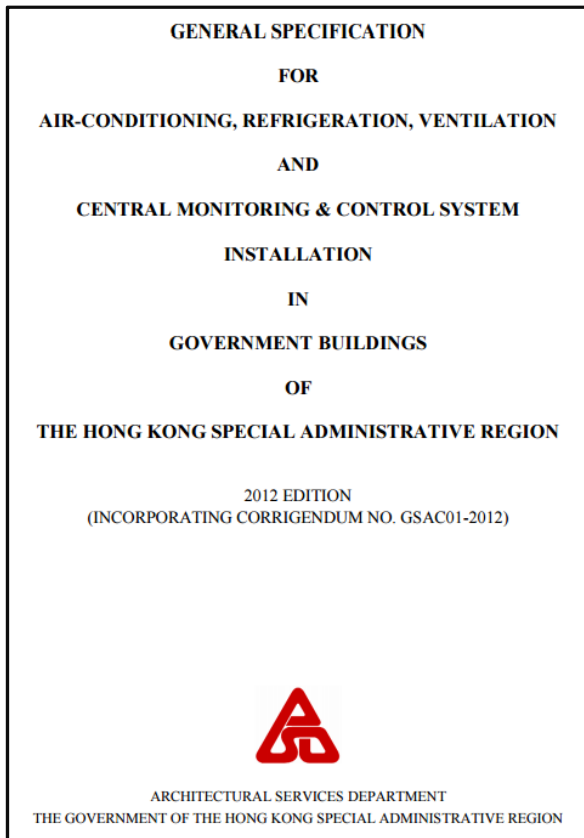 GENERAL SPECIFICATION
FOR
AIR-CONDITIONING, REFRIGERATION, VENTILATION
AND
CENTRAL MONITORING & CONTROL SYSTEM
INSTALLATION
IN
GOVERNMENT BUILDINGS
OF
THE HONG KONG SPECIAL ADMINISTRATIVE REGION
2012 EDITION
(INCORPORATING CORRIGENDUM NO. GSAC01-2012)
ASD
ARCHITECTURAL SERVICES DEPARTMENT
THE GOVERNMENT OF THE HONG KONG SPECIAL ADMINISTRATIVE REGION